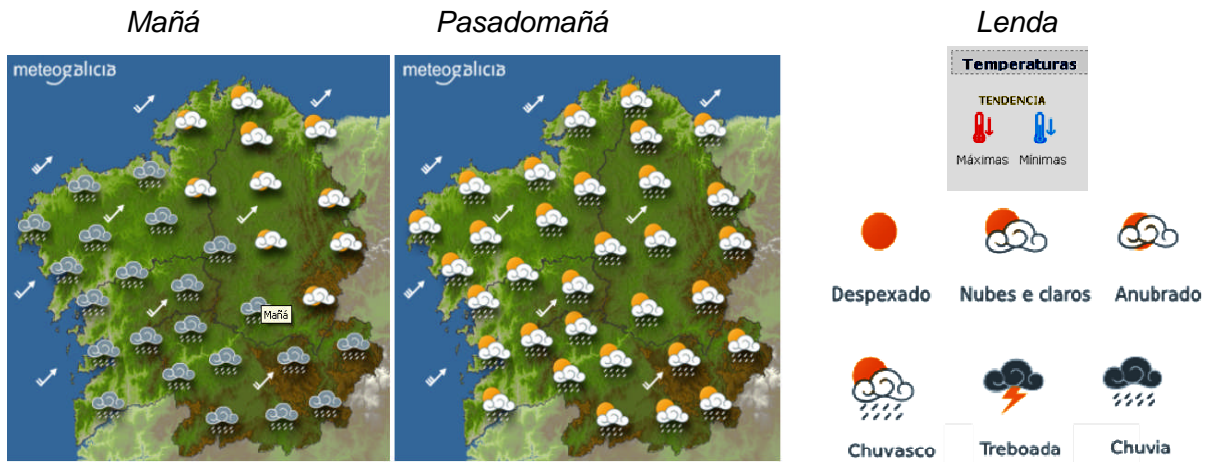 Mañá
Pasadomañá
Lenda
meteogalicia
Mañá
meteogalicia
Temperaturas
TENDENCIA
Máximas Mínimas
Despexado Nubes e claros Anubrado
Chuvasco Treboada Chuvia